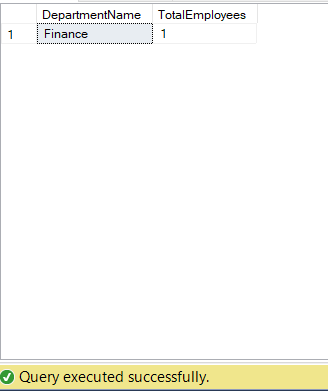 DepartmentName TotalEmployees
1 Finance 1
Query executed successfully.